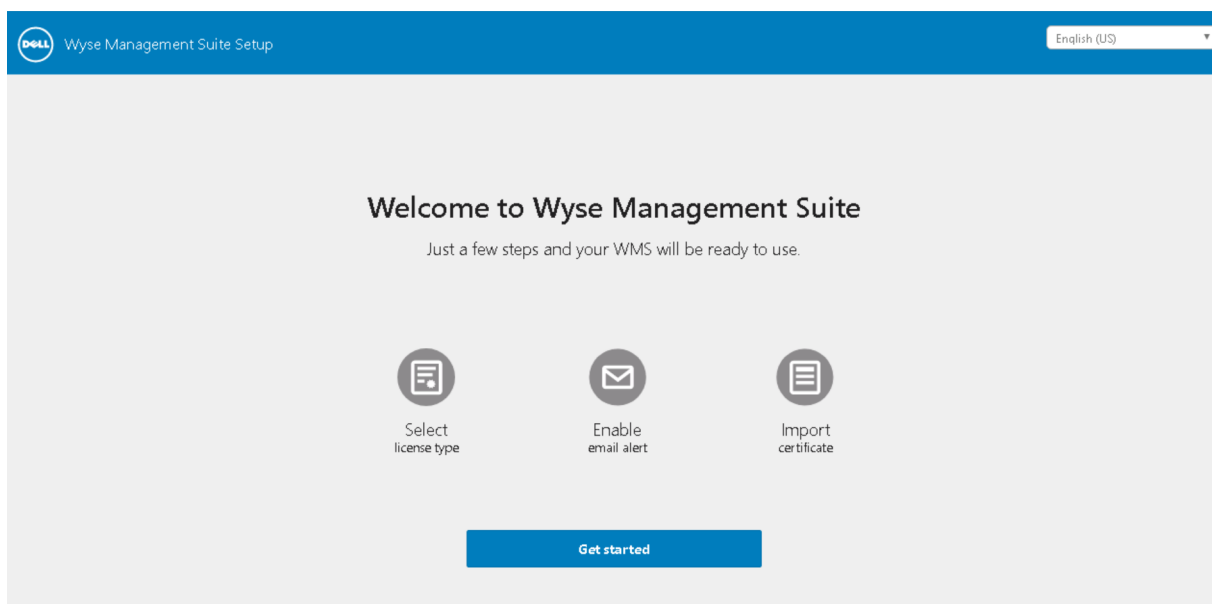 DELL
Wyse Management Suite Setup
English (US)
Welcome to Wyse Management Suite
Just a few steps and your WMS will be ready to use.
Select
license type
Enable
email alert
Import
certificate
Get started